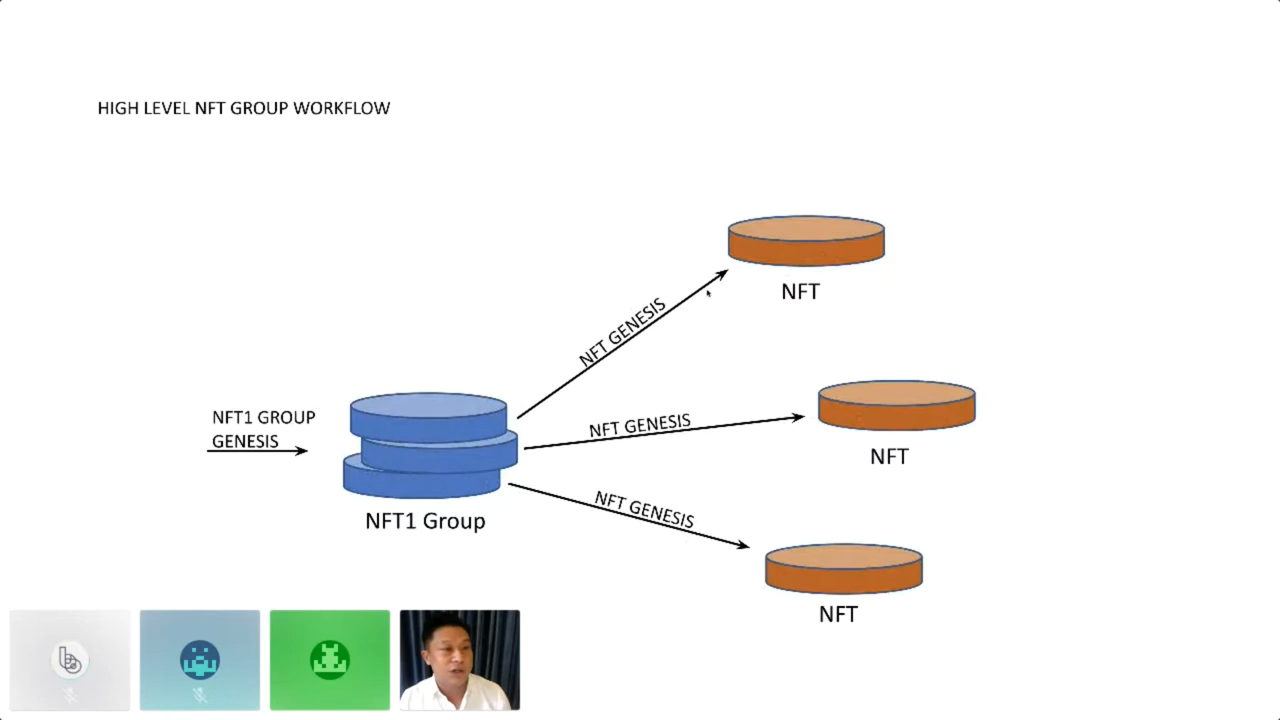 HIGH LEVEL NFT GROUP WORKFLOW
NFT
NFT GENESIS
NFT1 GROUP
GENESIS
NFT GENESIS
NFT
NFT GENESIS
NFT1 Group
NFT